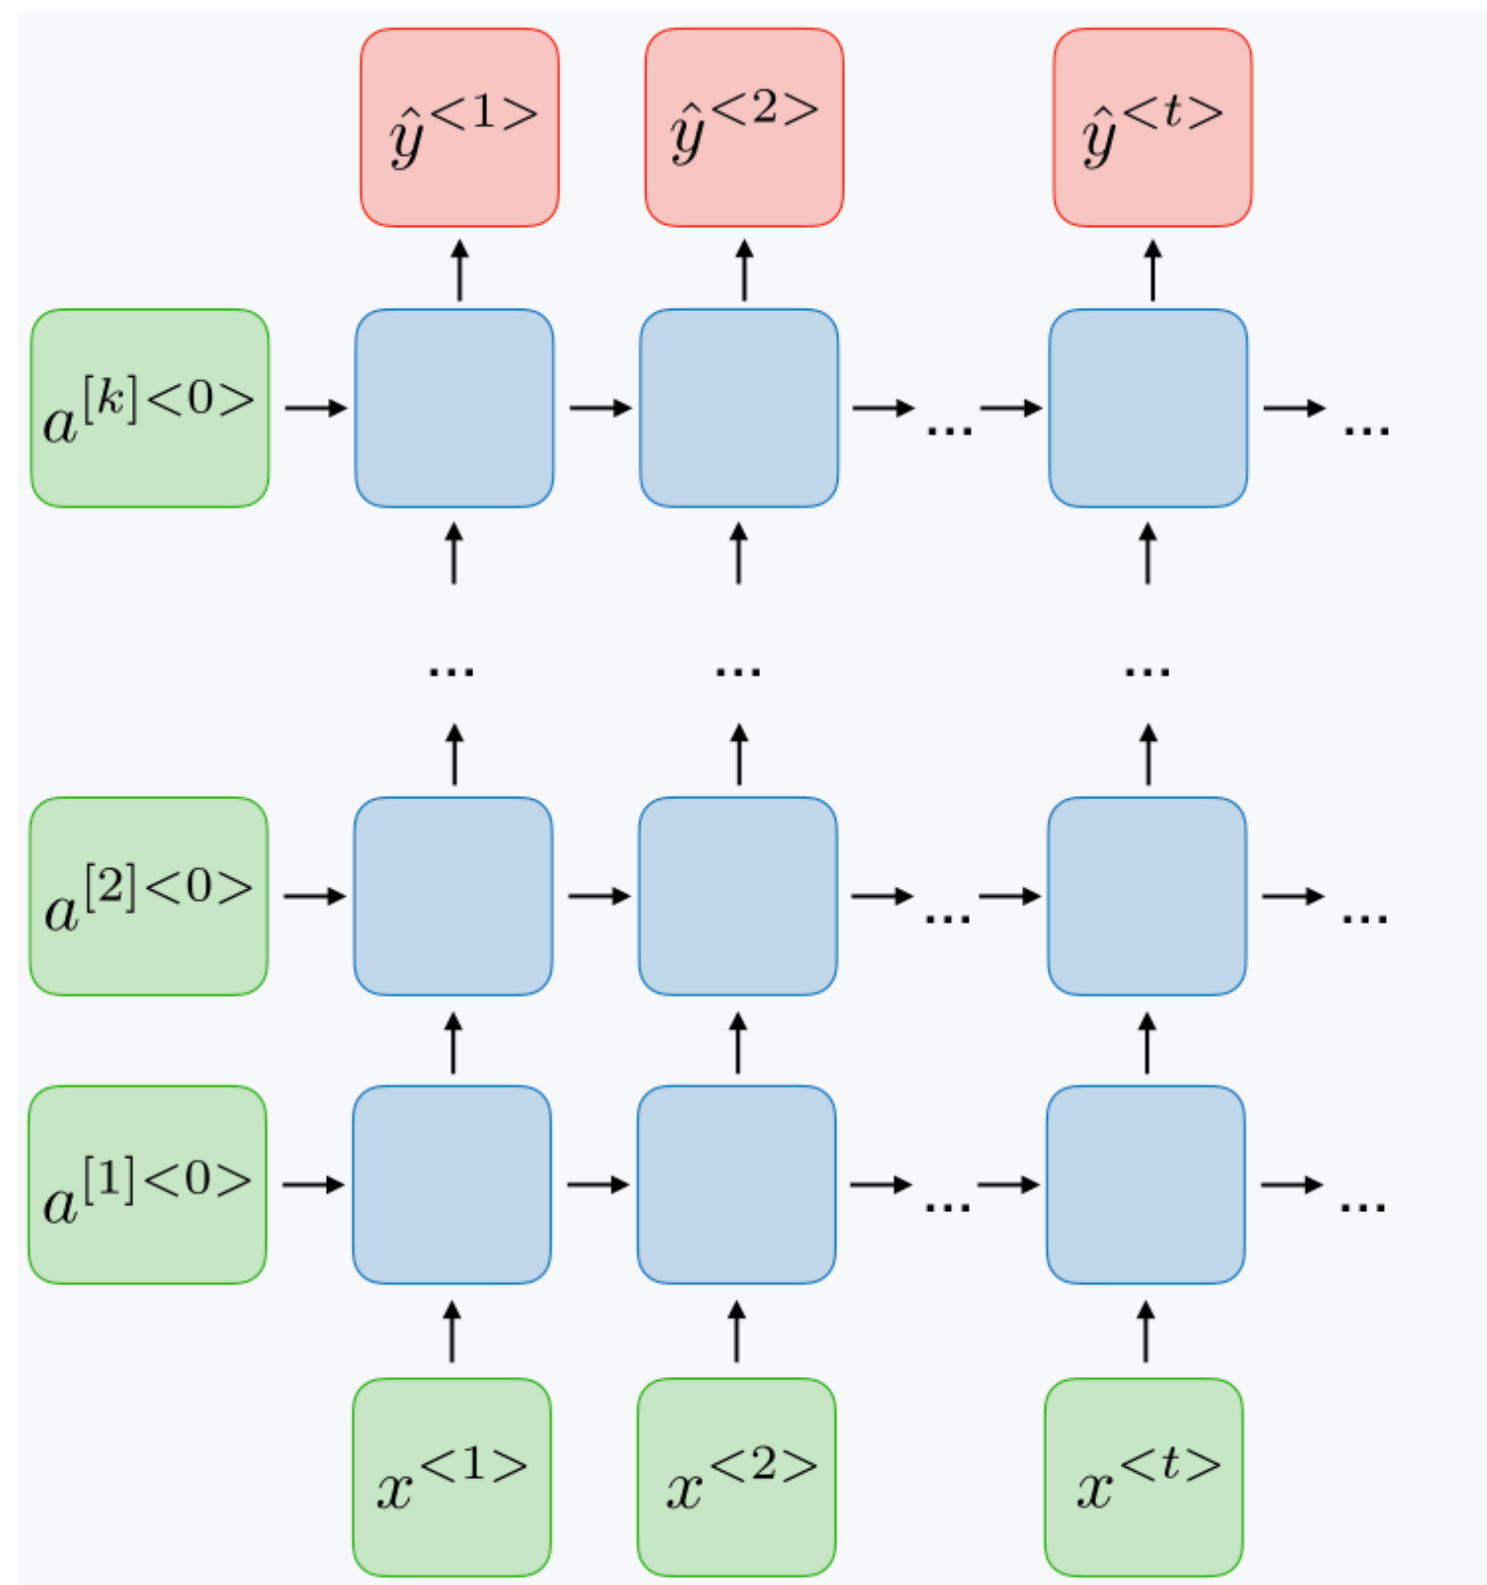 ŷ<1> ŷ<2> ŷ<t>
a[k]<0> ... ...
... ... ...
a[2]<0> ... ...
a[1]<0> ... ...
x<1> x<2> x<t>